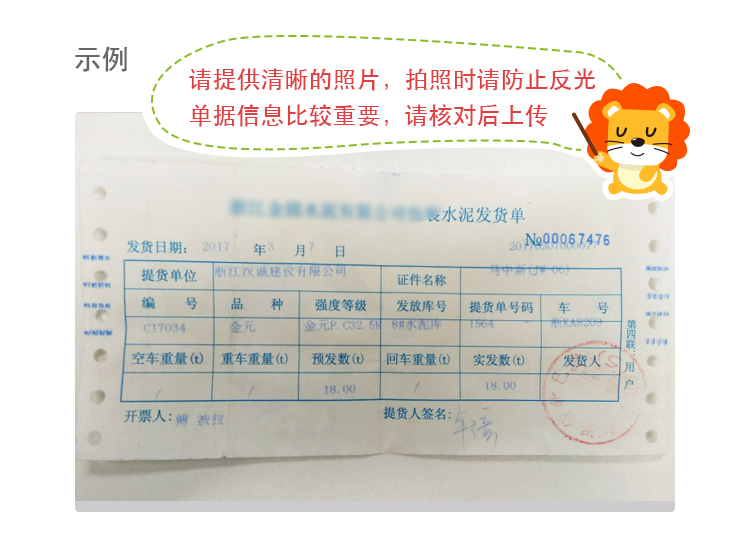 示例
请提供清晰的照片，拍照时请防止反光
单据信息比较重要，请核对后上传
水泥发货单
№00067476
发货日期： 2017 年 3 月 7 日 20170307000077
提货单位 浙江汉诚建设有限公司 证件名称 马中新(JW-06)
编 号 品 种 强度等级 发放库号 提货单号码 车 号
C17034 金元 金元P.C32.5R 8#水泥库 1564 浙KA8209
空车重量(t) 重车重量(t) 预发数(t) 回车重量(t) 实发数(t) 发货人
/ / 18.00 / 18.00
开票人： 提货人签名：
第四联：用户